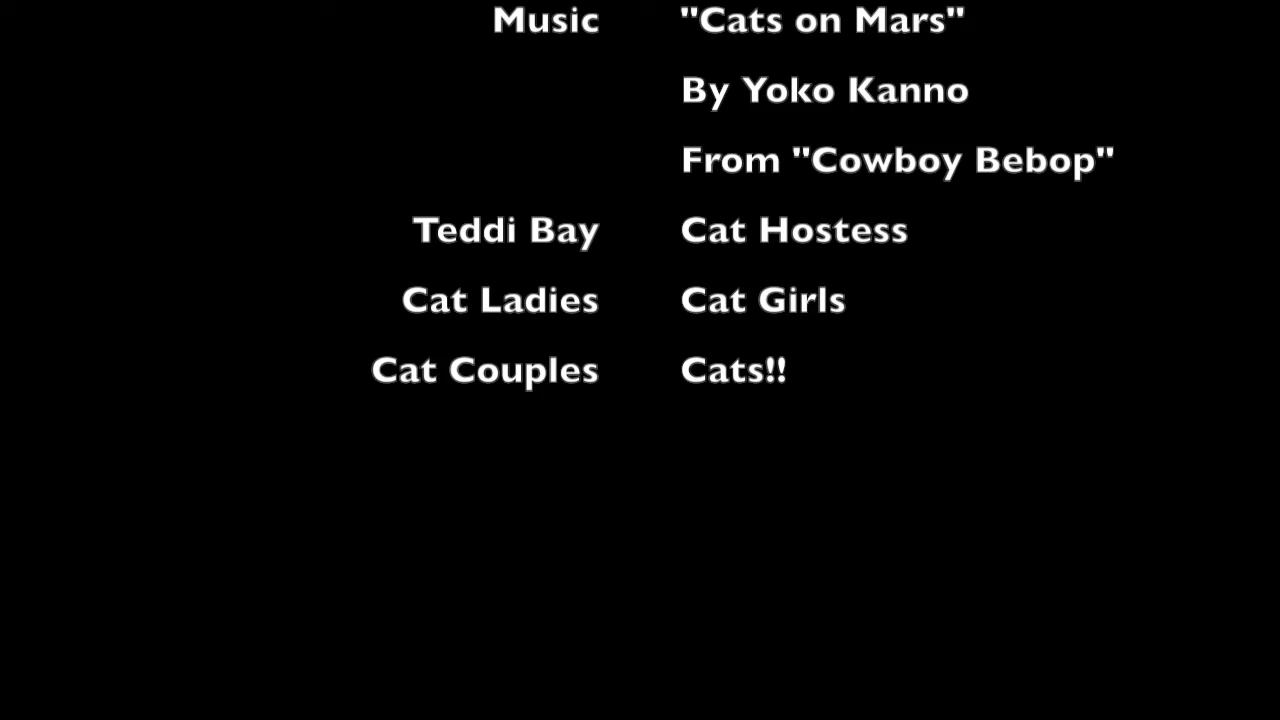 Music "Cats on Mars"
By Yoko Kanno
From "Cowboy Bebop"
Teddi Bay Cat Hostess
Cat Ladies Cat Girls
Cat Couples Cats!!